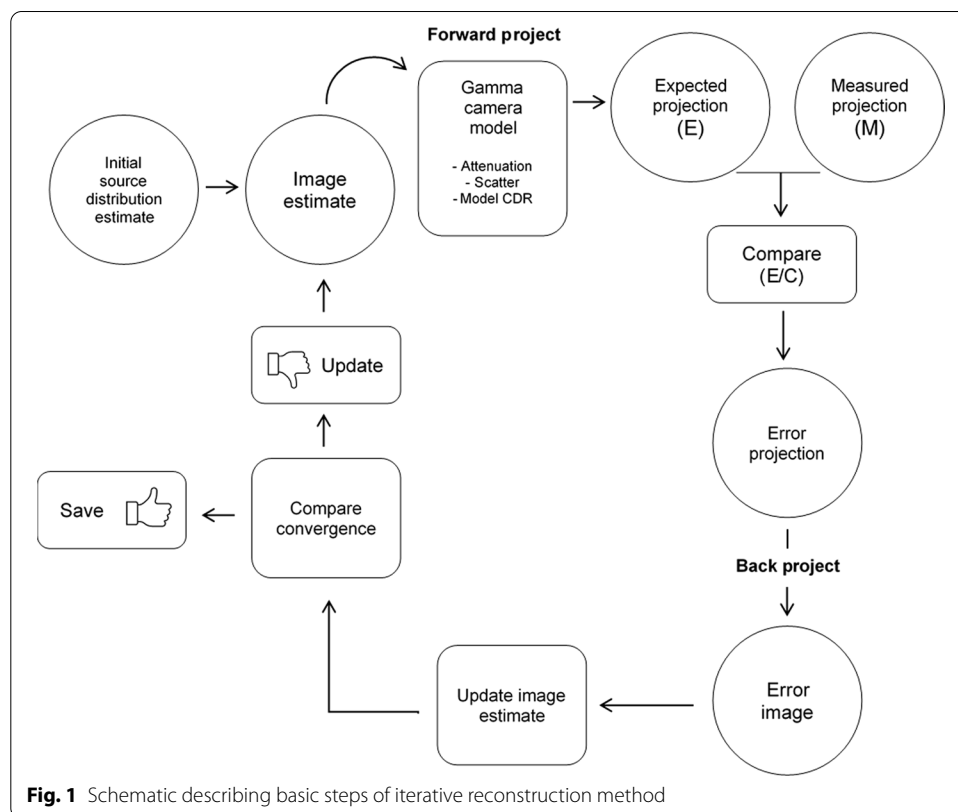 Forward project
Initial
source
distribution
estimate
Image
estimate
Gamma
camera
model
- Attenuation
- Scatter
- Model CDR
Expected
projection
(E)
Measured
projection
(M)
Compare
(E/C)
Error
projection
Back project
Error
image
Update image
estimate
Compare
convergence
Save
Update
Fig. 1 Schematic describing basic steps of iterative reconstruction method